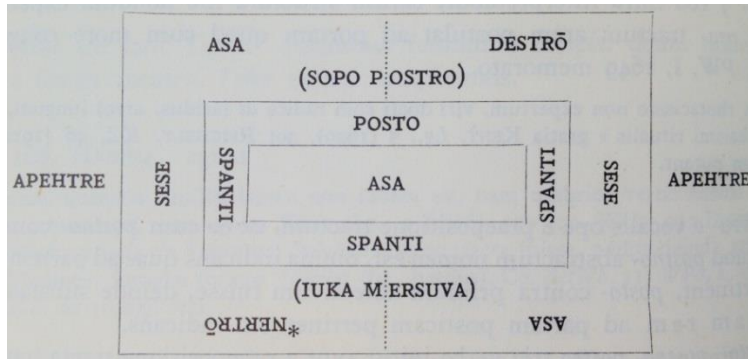 ASA DESTRŌ
(SOPO POSTRO)
POSTO
APEHTRE SESE SPANTI ASA SPANTI SESE APEHTRE
SPANTI
(IUKA MERSUVA)
*NERTRŌ ASA